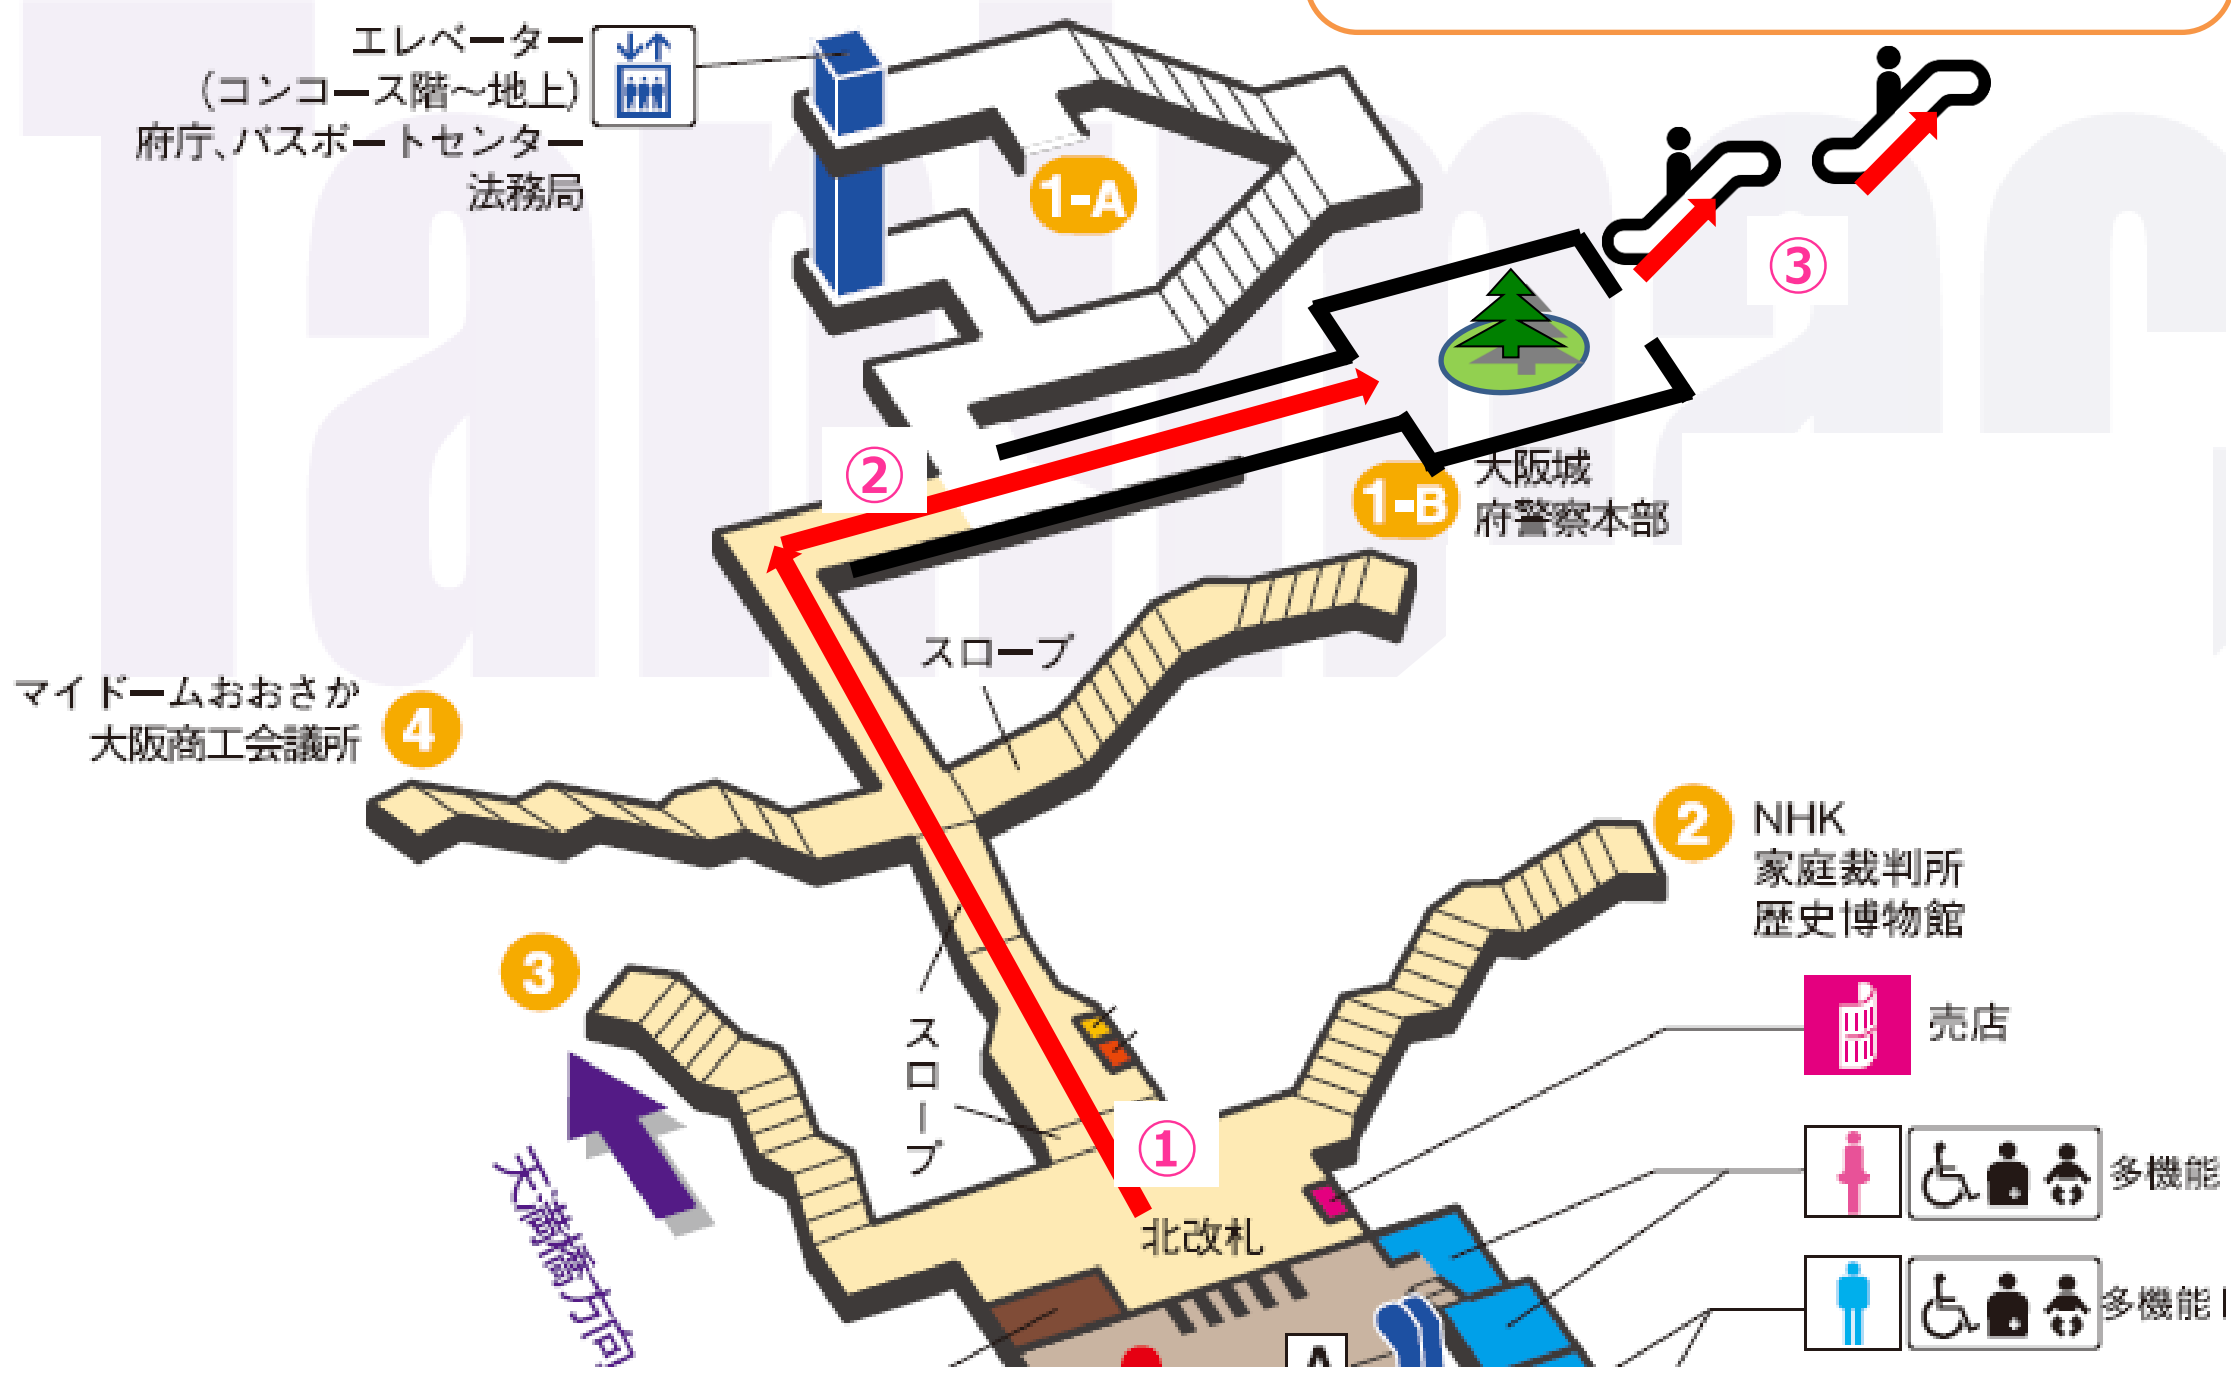 エレベーター
(コンコース階～地上)
府庁、パスポートセンター
法務局
1-A
③
②
1-B
大阪城
府警察本部
スロープ
マイドームおおさか
大阪商工会議所
4
2
NHK
家庭裁判所
歴史博物館
3
スロープ
売店
①
天満橋方向
北改札
多機能
多機能
A